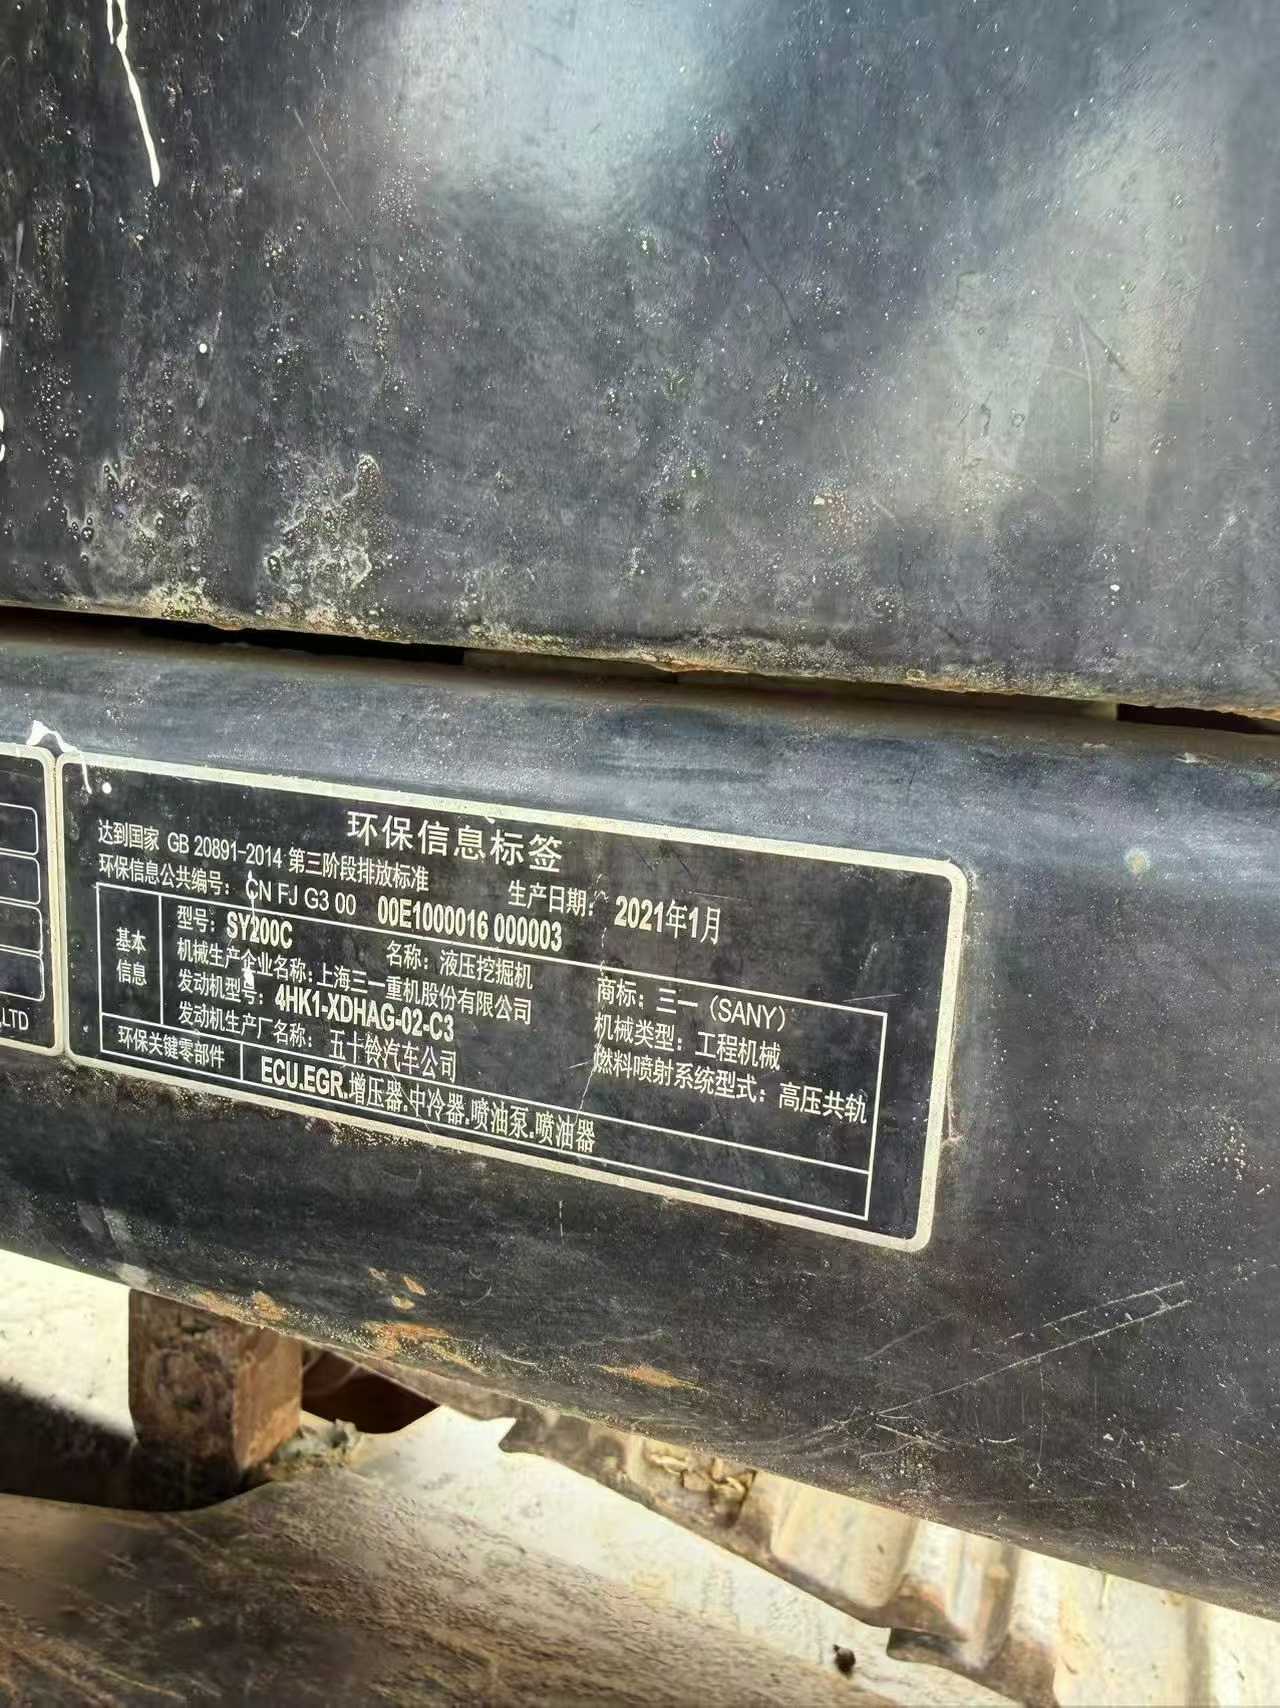 环保信息标签
达到国家 GB 20891-2014 第三阶段排放标准
生产日期： 2021年1月
环保信息公共编号： CN FJ G3 00 00E1000016 000003
基本信息
型号： SY200C
名称：液压挖掘机
商标：三一（SANY）
机械生产企业名称：上海三一重机股份有限公司
机械类型：工程机械
发动机型号： 4HK1-XDHAG-02-C3
燃料喷射系统型式：高压共轨
发动机生产厂名称： 五十铃汽车公司
环保关键零部件 ECU.EGR.增压器.中冷器.喷油泵.喷油器
.,LTD